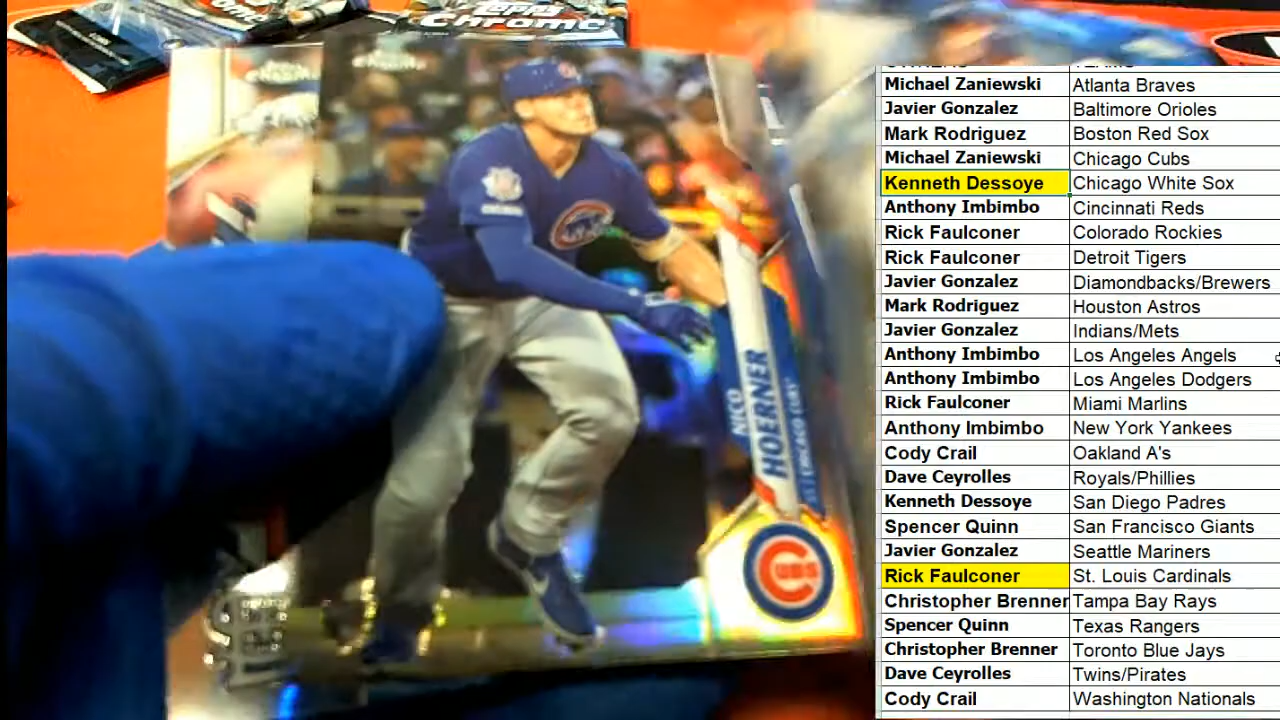 Topps
Chrome
NICO
HOERNER
CHICAGO CUBS
CUBS
Michael Zaniewski Atlanta Braves
Javier Gonzalez Baltimore Orioles
Mark Rodriguez Boston Red Sox
Michael Zaniewski Chicago Cubs
Kenneth Dessoye Chicago White Sox
Anthony Imbimbo Cincinnati Reds
Rick Faulconer Colorado Rockies
Rick Faulconer Detroit Tigers
Javier Gonzalez Diamondbacks/Brewers
Mark Rodriguez Houston Astros
Javier Gonzalez Indians/Mets
Anthony Imbimbo Los Angeles Angels
Anthony Imbimbo Los Angeles Dodgers
Rick Faulconer Miami Marlins
Anthony Imbimbo New York Yankees
Cody Crail Oakland A's
Dave Ceyrolles Royals/Phillies
Kenneth Dessoye San Diego Padres
Spencer Quinn San Francisco Giants
Javier Gonzalez Seattle Mariners
Rick Faulconer St. Louis Cardinals
Christopher Brenner Tampa Bay Rays
Spencer Quinn Texas Rangers
Christopher Brenner Toronto Blue Jays
Dave Ceyrolles Twins/Pirates
Cody Crail Washington Nationals